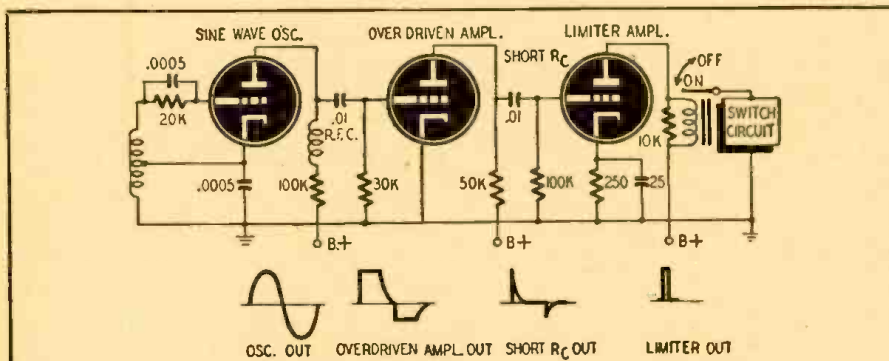 SINE WAVE OSC.
OVER DRIVEN AMPL.
LIMITER AMPL.
.0005
20K
.0005
.01
R.F.C.
100K
B.+
30K
SHORT RC
.01
50K
B+
100K
250
25
10K
B+
OFF
ON
SWITCH
CIRCUIT
OSC. OUT
OVERDRIVEN AMPL. OUT
SHORT RC OUT
LIMITER OUT